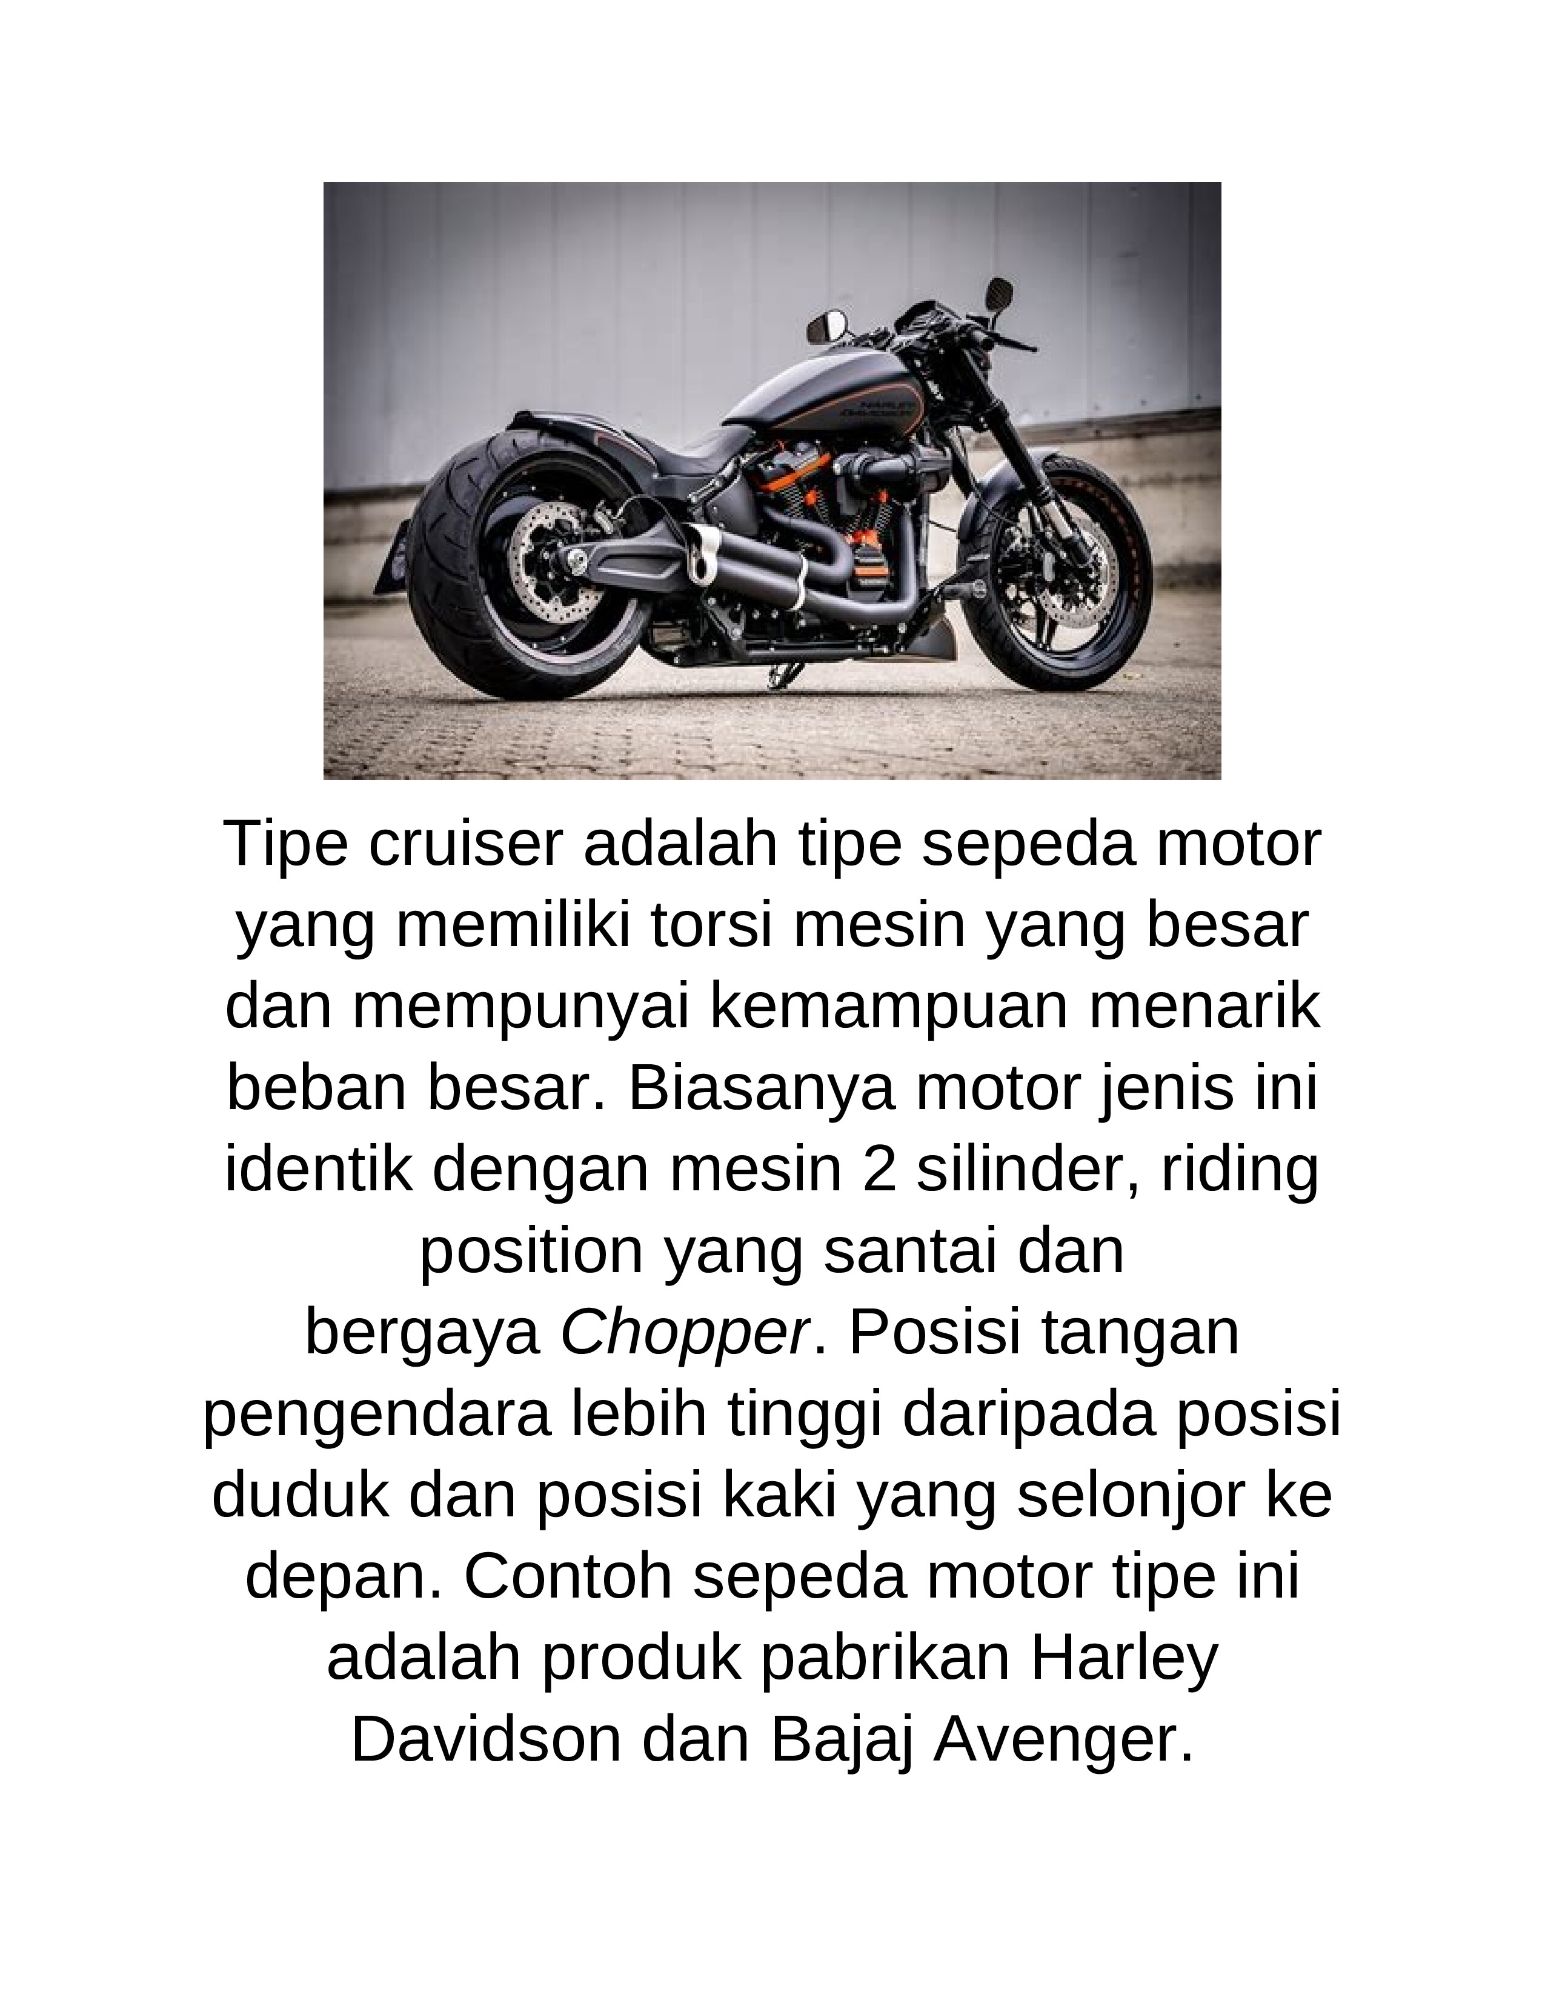 HARLEY
DAVIDSON
Tipe cruiser adalah tipe sepeda motor
yang memiliki torsi mesin yang besar
dan mempunyai kemampuan menarik
beban besar. Biasanya motor jenis ini
identik dengan mesin 2 silinder, riding
position yang santai dan
bergaya Chopper. Posisi tangan
pengendara lebih tinggi daripada posisi
duduk dan posisi kaki yang selonjor ke
depan. Contoh sepeda motor tipe ini
adalah produk pabrikan Harley
Davidson dan Bajaj Avenger.